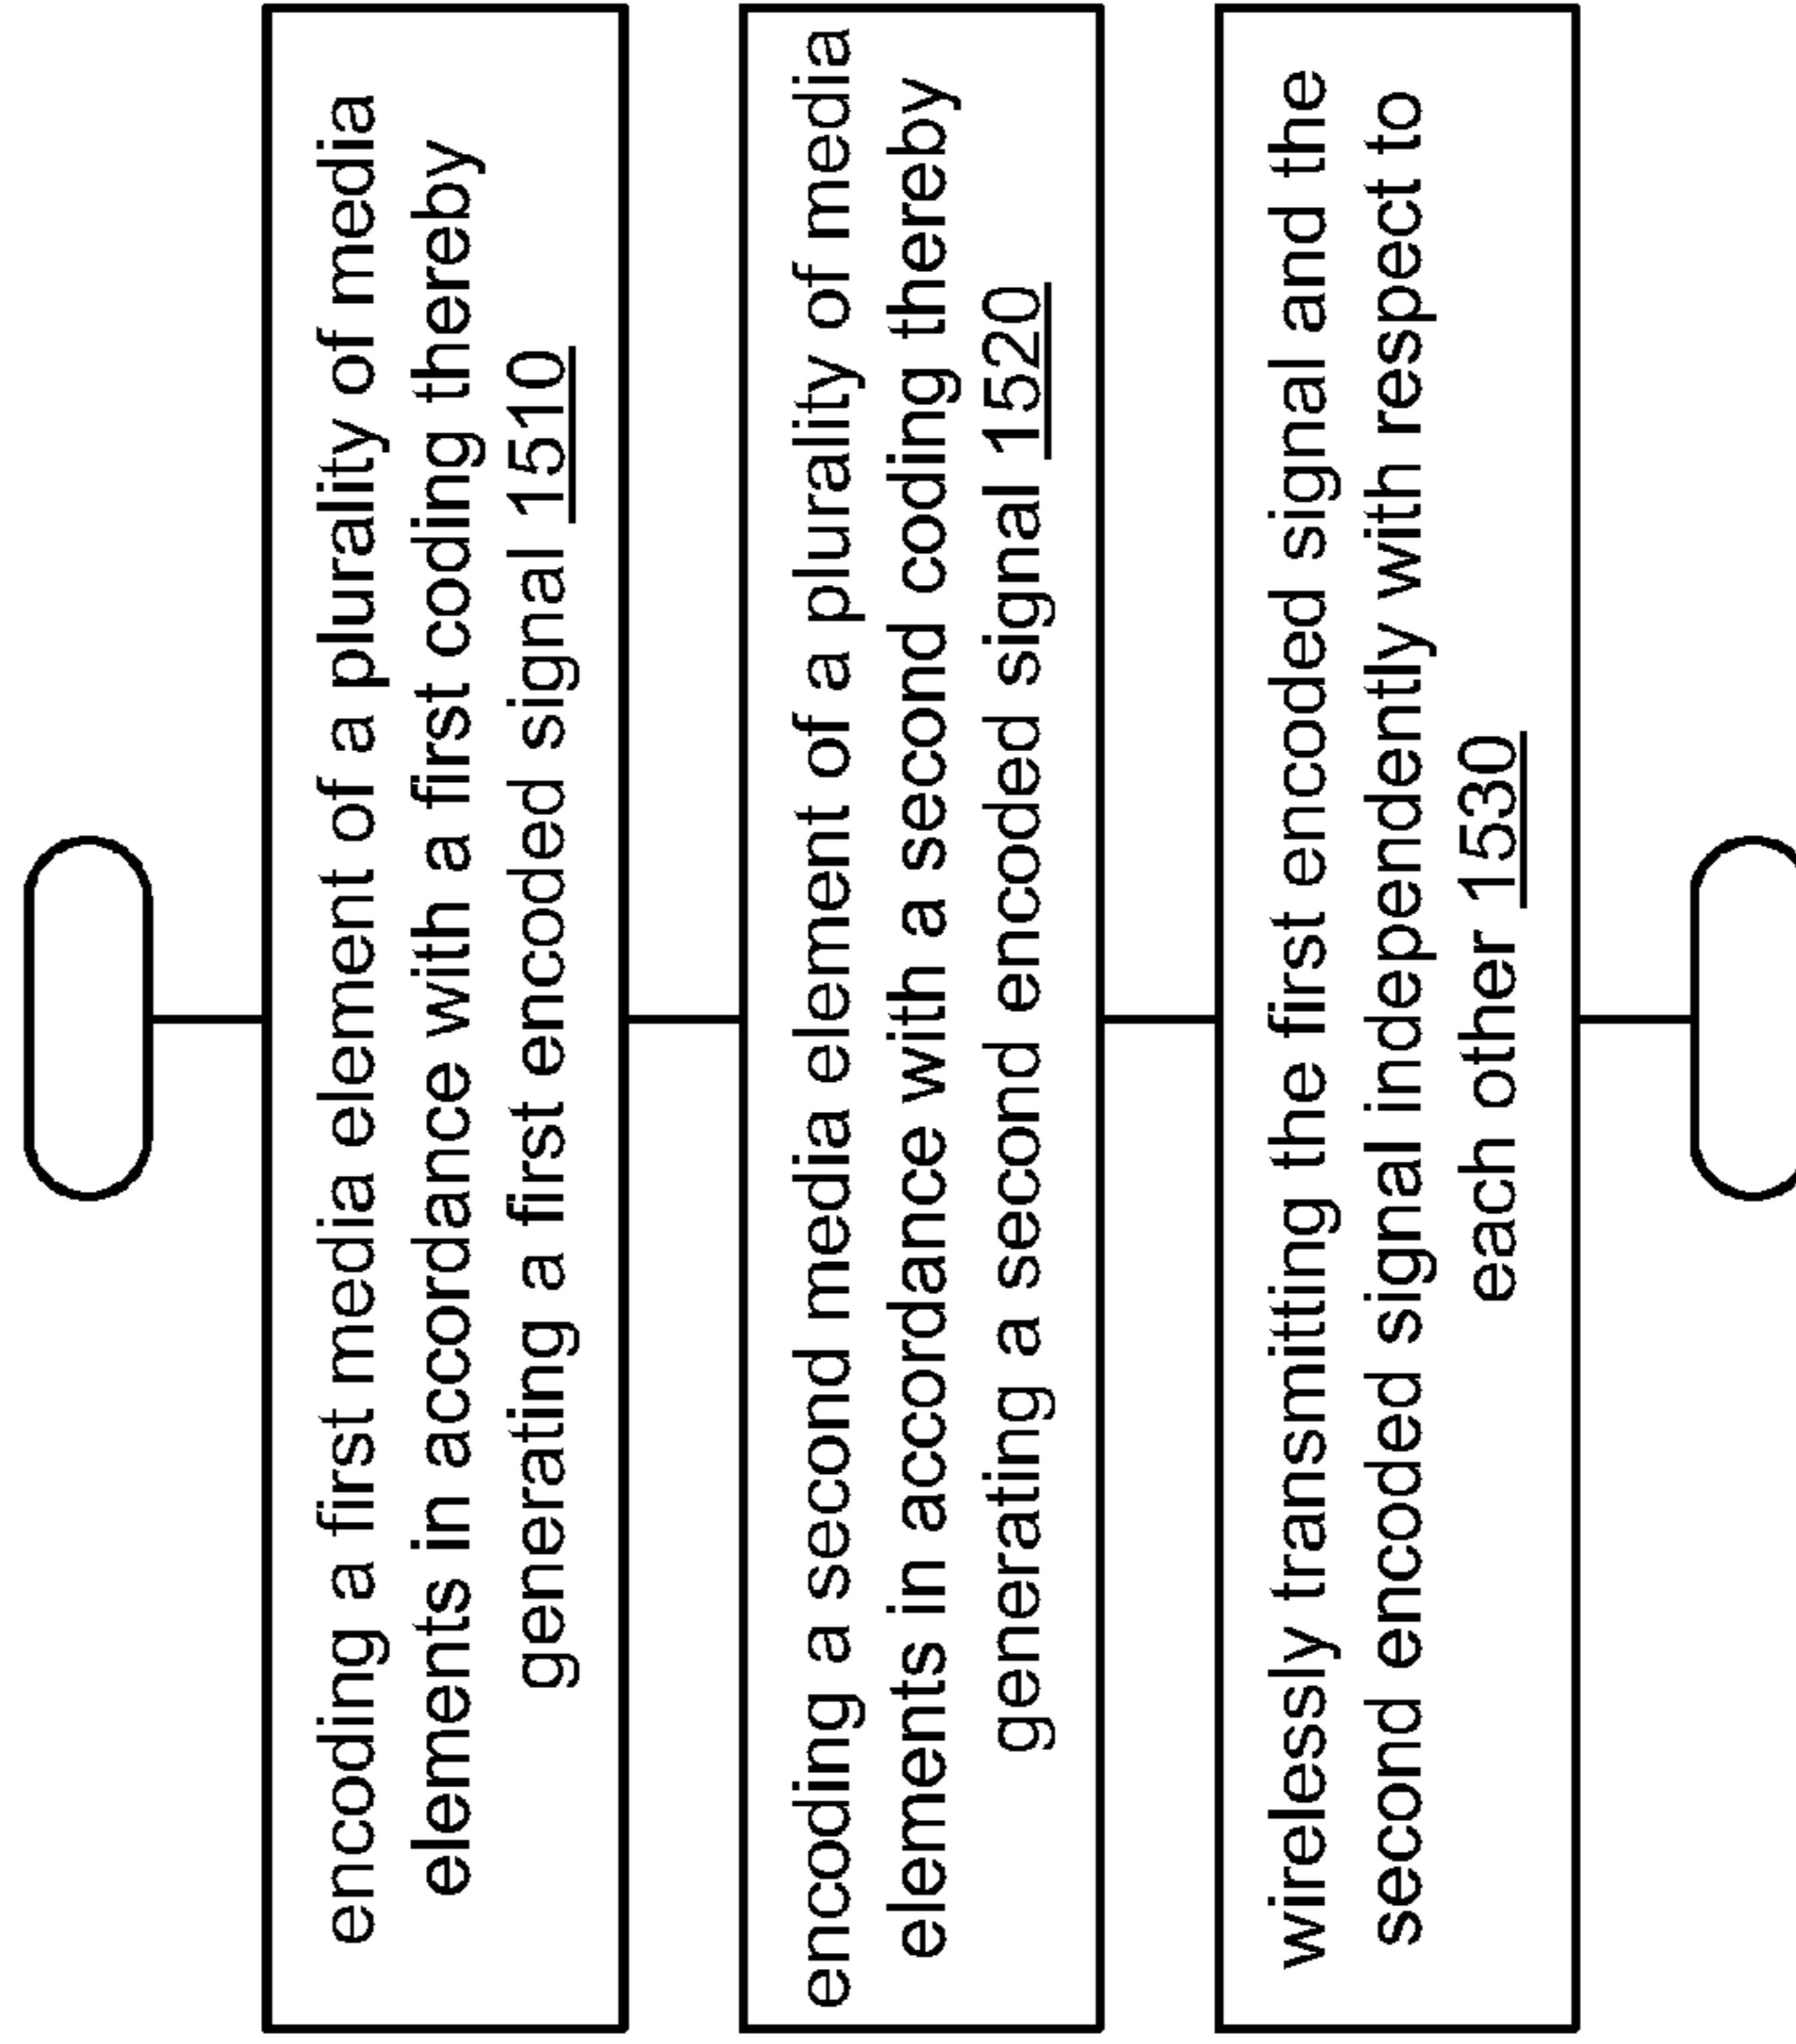 encoding a first media element of a plurality of media
elements in accordance with a first coding thereby
generating a first encoded signal 1510
encoding a second media element of a plurality of media
elements in accordance with a second coding thereby
generating a second encoded signal 1520
wirelessly transmitting the first encoded signal and the
second encoded signal independently with respect to
each other 1530